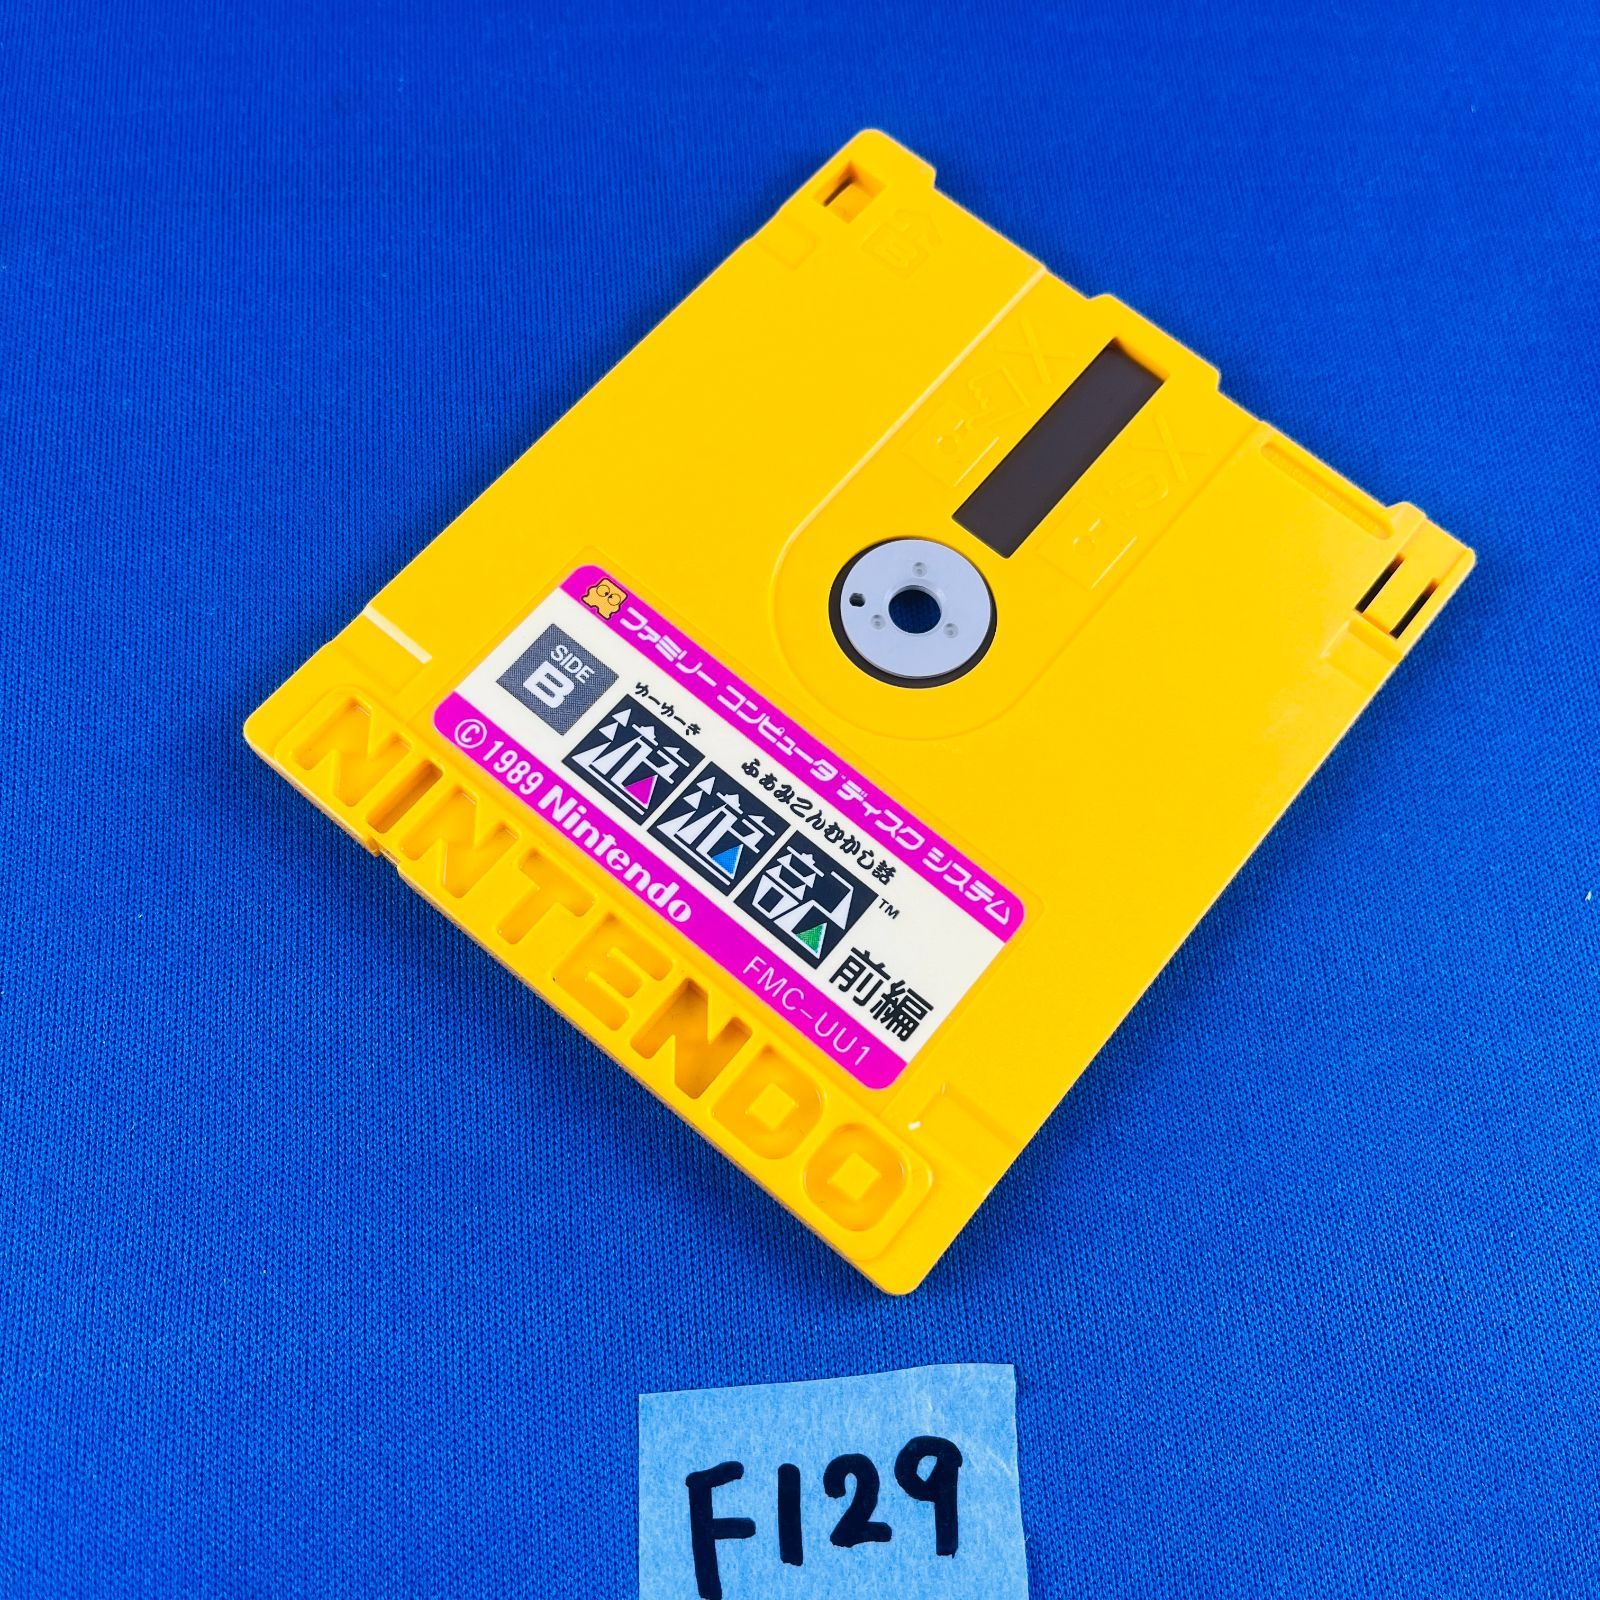 ファミリー コンピュータ ディスク システム
SIDE B
ゆーゆーき ふぁみこんむかし話
遊遊記™ 前編
©1989 Nintendo FMC-UU1
NINTENDO
F129